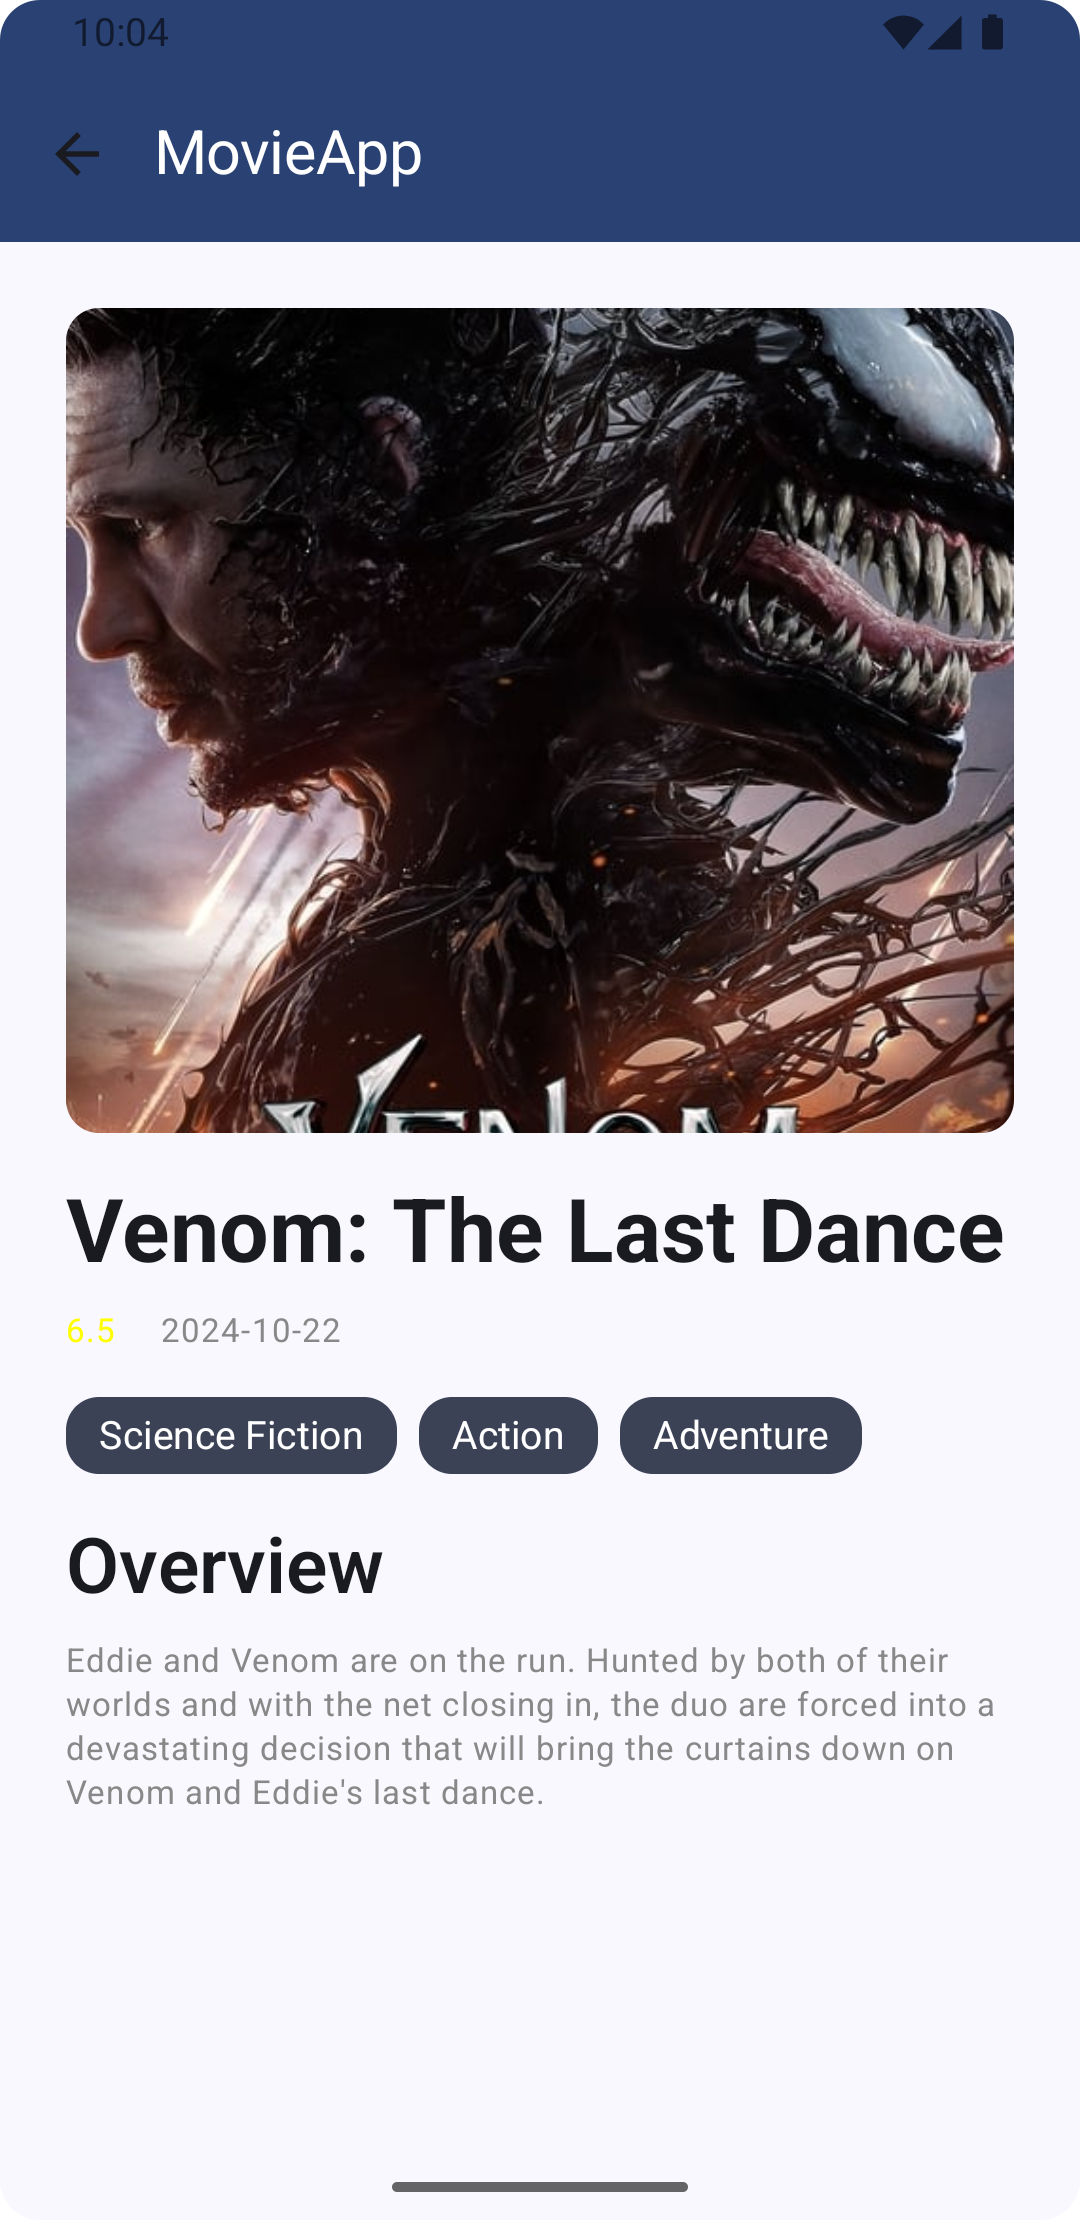 10:04
MovieApp
VENOM
Venom: The Last Dance
6.5 2024-10-22
Science Fiction Action Adventure
Overview
Eddie and Venom are on the run. Hunted by both of their
worlds and with the net closing in, the duo are forced into a
devastating decision that will bring the curtains down on
Venom and Eddie's last dance.